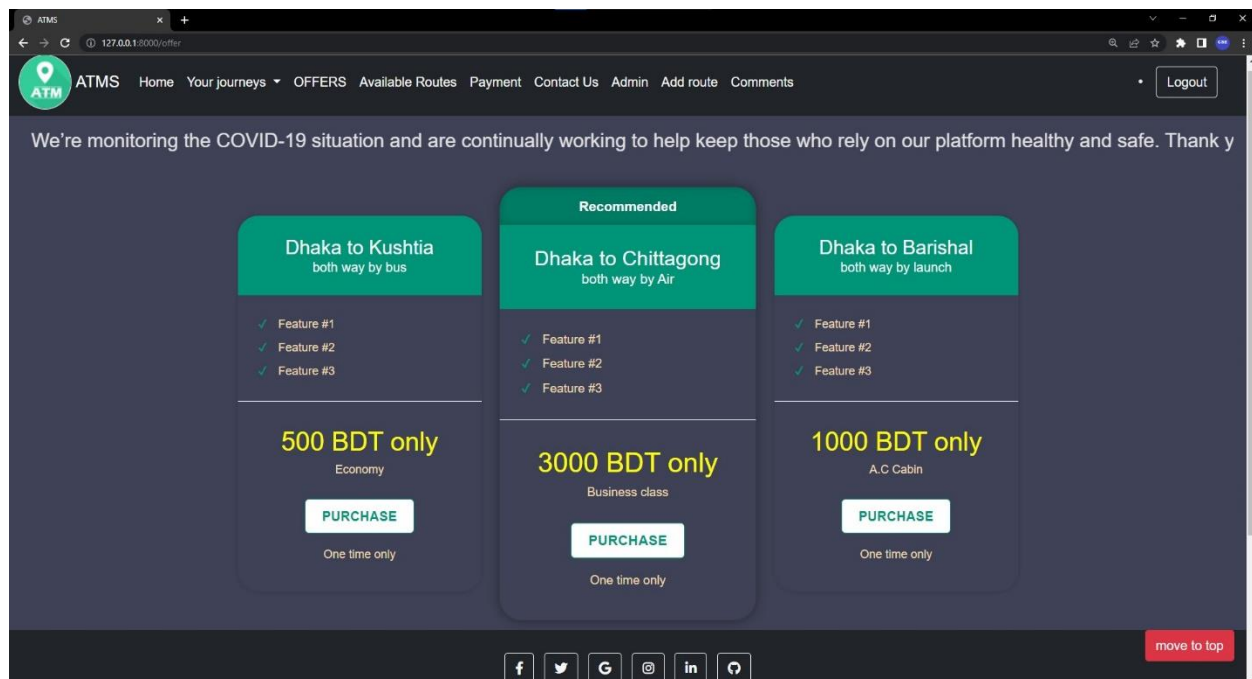 ATMS
127.0.0.1:8000/offer
ATM
ATMS Home Your journeys OFFERS Available Routes Payment Contact Us Admin Add route Comments • Logout
We're monitoring the COVID-19 situation and are continually working to help keep those who rely on our platform healthy and safe. Thank y
Dhaka to Kushtia
both way by bus
✓ Feature #1
✓ Feature #2
✓ Feature #3
500 BDT only
Economy
PURCHASE
One time only
Recommended
Dhaka to Chittagong
both way by Air
✓ Feature #1
✓ Feature #2
✓ Feature #3
3000 BDT only
Business class
PURCHASE
One time only
Dhaka to Barishal
both way by launch
✓ Feature #1
✓ Feature #2
✓ Feature #3
1000 BDT only
A.C Cabin
PURCHASE
One time only
move to top
f G in